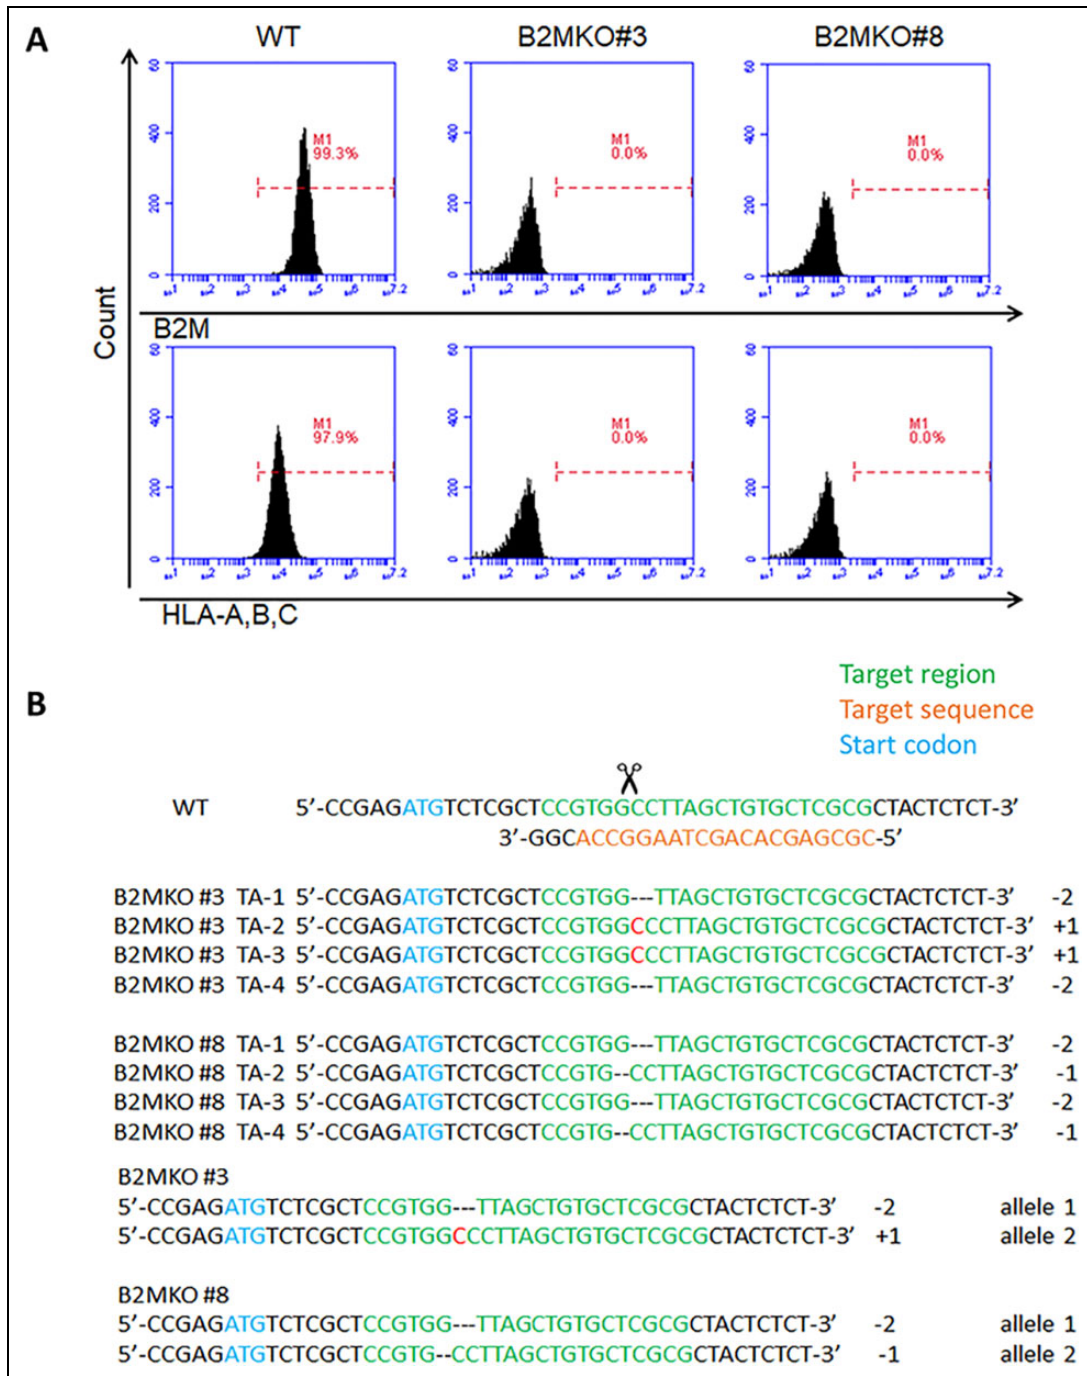 A
WT B2MKO#3 B2MKO#8
M1
99.3%
M1
0.0%
M1
0.0%
Count
B2M
M1
97.9%
M1
0.0%
M1
0.0%
HLA-A,B,C
B
Target region
Target sequence
Start codon
WT 5’-CCGAGATGTCTCGCTCCGTGGCCTTAGCTGTGCTCGCGCTACTCTCT-3’
3’-GGCACCGGAATCGACACGAGCGC-5’
B2MKO #3 TA-1 5’-CCGAGATGTCTCGCTCCGTGG---TTAGCTGTGCTCGCGCTACTCTCT-3’ -2
B2MKO #3 TA-2 5’-CCGAGATGTCTCGCTCCGTGGCCCTTAGCTGTGCTCGCGCTACTCTCT-3’ +1
B2MKO #3 TA-3 5’-CCGAGATGTCTCGCTCCGTGGCCCTTAGCTGTGCTCGCGCTACTCTCT-3’ +1
B2MKO #3 TA-4 5’-CCGAGATGTCTCGCTCCGTGG---TTAGCTGTGCTCGCGCTACTCTCT-3’ -2
B2MKO #8 TA-1 5’-CCGAGATGTCTCGCTCCGTGG---TTAGCTGTGCTCGCGCTACTCTCT-3’ -2
B2MKO #8 TA-2 5’-CCGAGATGTCTCGCTCCGTG--CCTTAGCTGTGCTCGCGCTACTCTCT-3’ -1
B2MKO #8 TA-3 5’-CCGAGATGTCTCGCTCCGTGG---TTAGCTGTGCTCGCGCTACTCTCT-3’ -2
B2MKO #8 TA-4 5’-CCGAGATGTCTCGCTCCGTG--CCTTAGCTGTGCTCGCGCTACTCTCT-3’ -1
B2MKO #3
5’-CCGAGATGTCTCGCTCCGTGG---TTAGCTGTGCTCGCGCTACTCTCT-3’ -2 allele 1
5’-CCGAGATGTCTCGCTCCGTGGCCCTTAGCTGTGCTCGCGCTACTCTCT-3’ +1 allele 2
B2MKO #8
5’-CCGAGATGTCTCGCTCCGTGG---TTAGCTGTGCTCGCGCTACTCTCT-3’ -2 allele 1
5’-CCGAGATGTCTCGCTCCGTG--CCTTAGCTGTGCTCGCGCTACTCTCT-3’ -1 allele 2